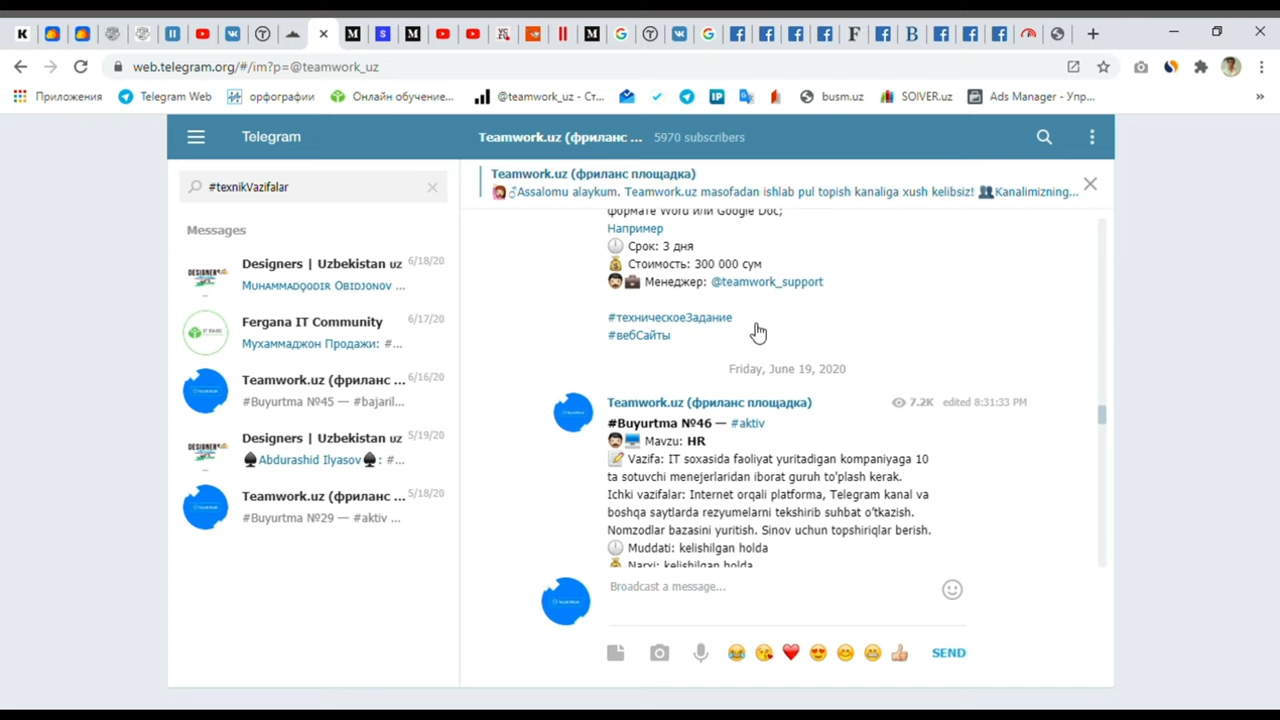 web.telegram.org/#/im?p=@teamwork_uz
Приложения
Telegram Web
орфографии
Онлайн обучение...
@teamwork_uz - Ст...
busm.uz
SOIVER.uz
Ads Manager - Упр...
Telegram
Teamwork.uz (фриланс ...
5970 subscribers
#texnikVazifalar
Messages
Designers | Uzbekistan uz
6/18/20
Muhammadqodir Obidjonov ...
Fergana IT Community
6/17/20
Мухаммаджон Продажи: #...
Teamwork.uz (фриланс ...
6/16/20
#Buyurtma №45 — #bajaril...
Designers | Uzbekistan uz
5/19/20
♠Abdurashid Ilyasov♠: #...
Teamwork.uz (фриланс ...
5/18/20
#Buyurtma №29 — #aktiv ...
Teamwork.uz (фриланс площадка)
Assalomu alaykum. Teamwork.uz masofadan ishlab pul topish kanaliga xush kelibsiz! 👥Kanalimizning...
формате Word или Google Doc;
Например
Срок: 3 дня
Стоимость: 300 000 сум
Менеджер: @teamwork_support
#техническоеЗадание
#вебСайты
Friday, June 19, 2020
Teamwork.uz (фриланс площадка)
7.2K edited 8:31:33 PM
#Buyurtma №46 — #aktiv
Mavzu: HR
Vazifa: IT soxasida faoliyat yuritadigan kompaniyaga 10
ta sotuvchi menejerlaridan iborat guruh to'plash kerak.
Ichki vazifalar: Internet orqali platforma, Telegram kanal va
boshqa saytlarda rezyumelarni tekshirib suhbat o'tkazish.
Nomzodlar bazasini yuritish. Sinov uchun topshiriqlar berish.
Muddati: kelishilgan holda
Narxi: kelishilgan holda
Broadcast a message...
SEND